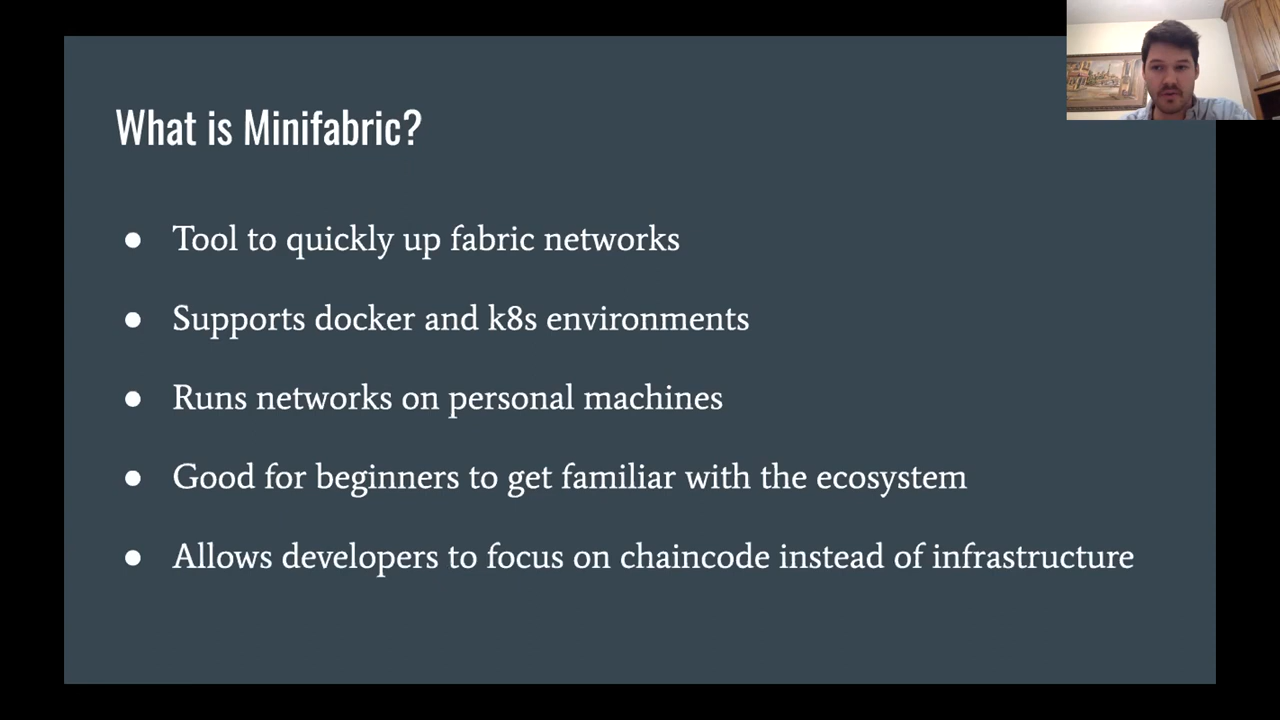 What is Minifabric?
● Tool to quickly up fabric networks
● Supports docker and k8s environments
● Runs networks on personal machines
● Good for beginners to get familiar with the ecosystem
● Allows developers to focus on chaincode instead of infrastructure